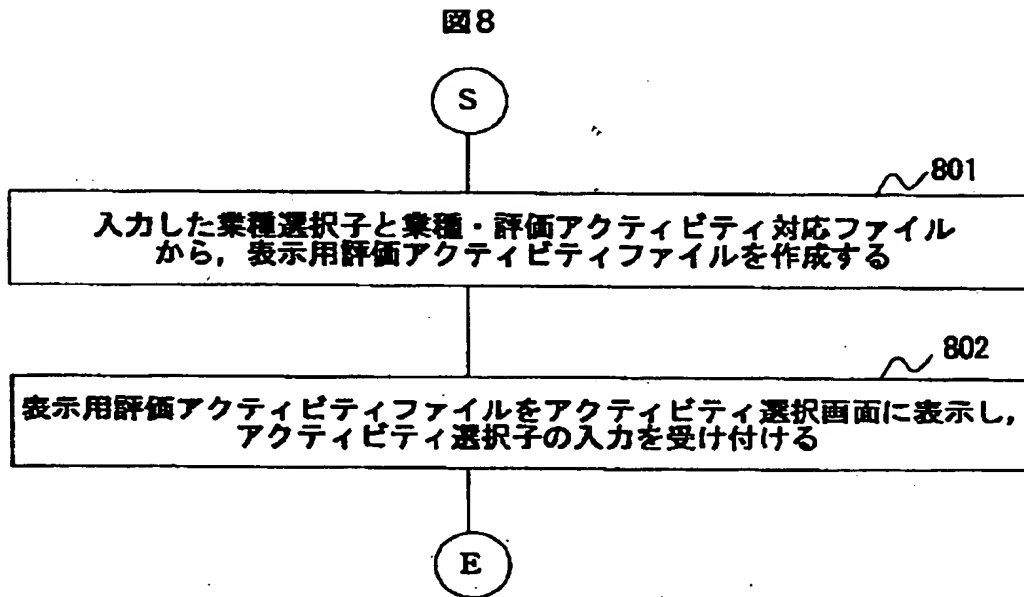 図8
S
801
入力した業種選択子と業種・評価アクティビティ対応ファイル
から，表示用評価アクティビティファイルを作成する
802
表示用評価アクティビティファイルをアクティビティ選択画面に表示し，
アクティビティ選択子の入力を受け付ける
E